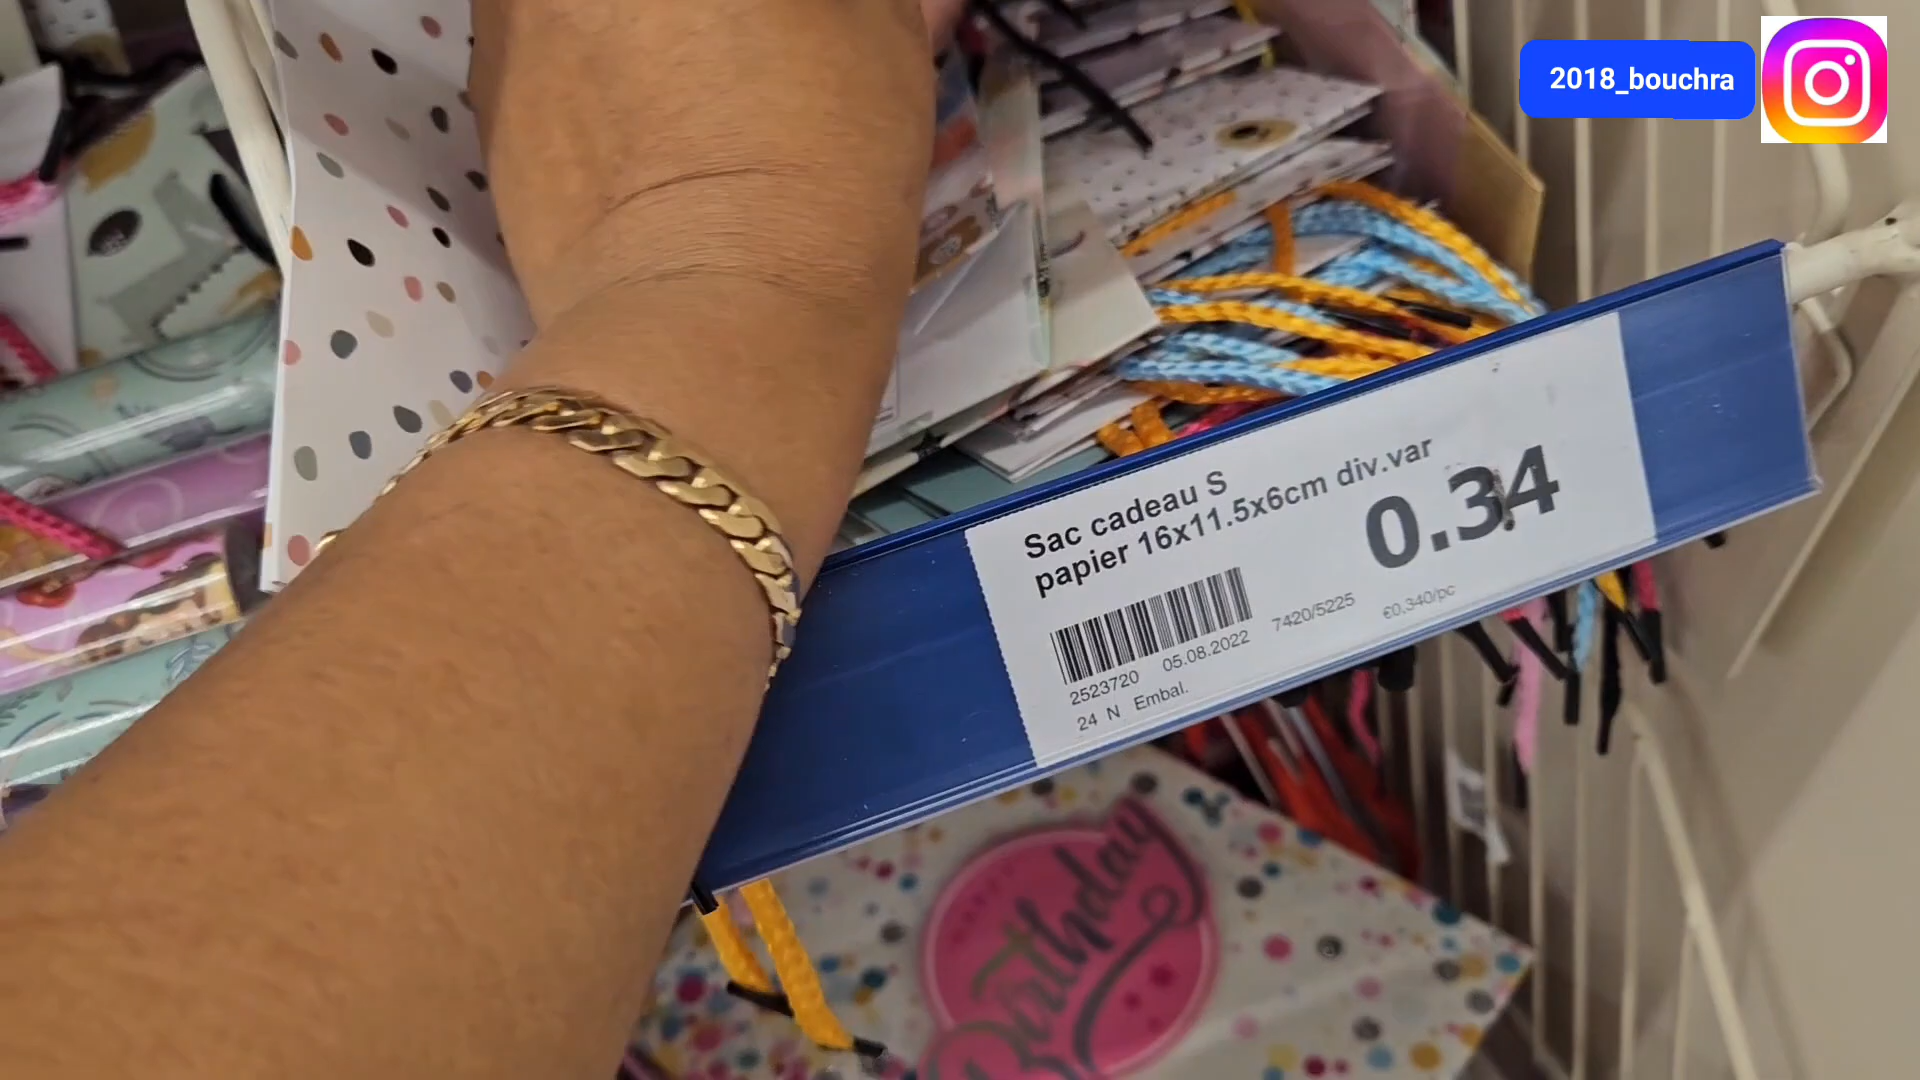 2018_bouchra
Sac cadeau S
papier 16x11.5x6cm div.var
0.34
2523720 05.08.2022 7420/5225 €0.340/pc
24 N Embal.
Birthday